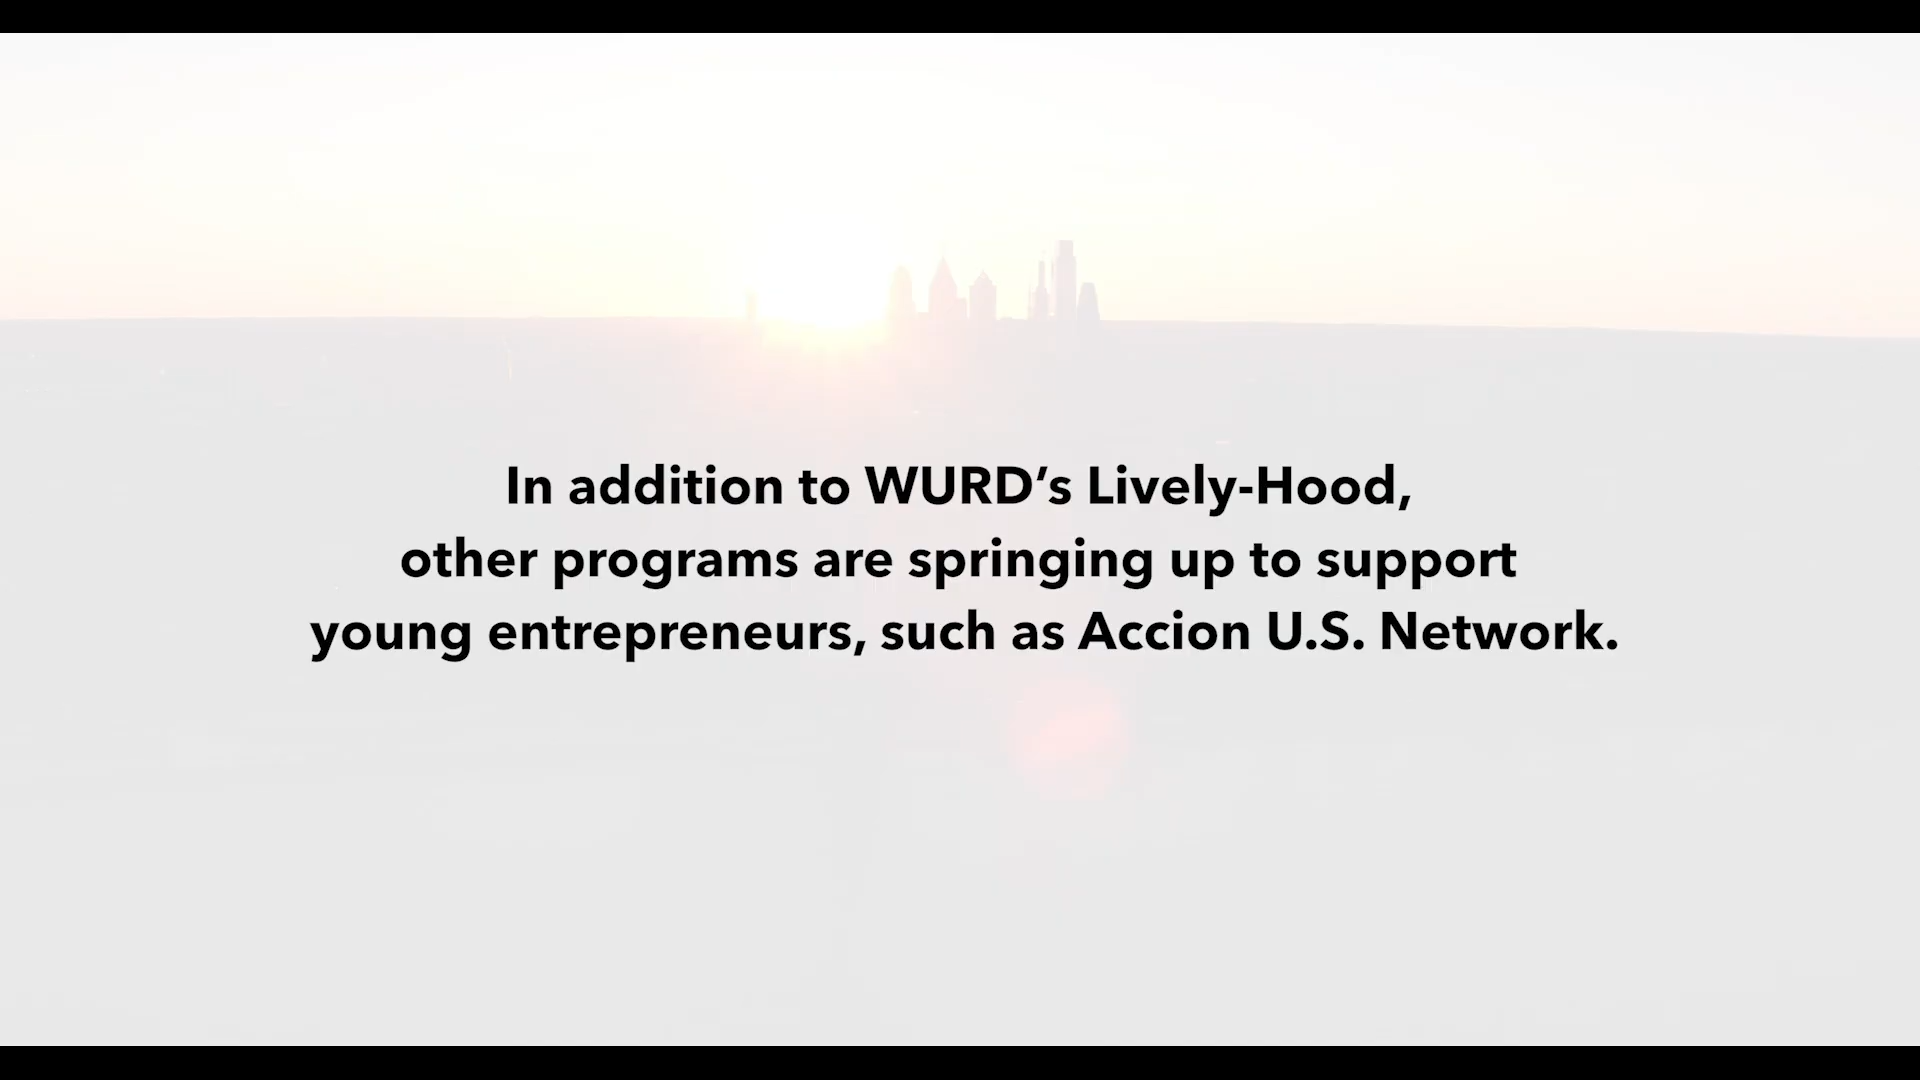 In addition to WURD’s Lively-Hood,
other programs are springing up to support
young entrepreneurs, such as Accion U.S. Network.